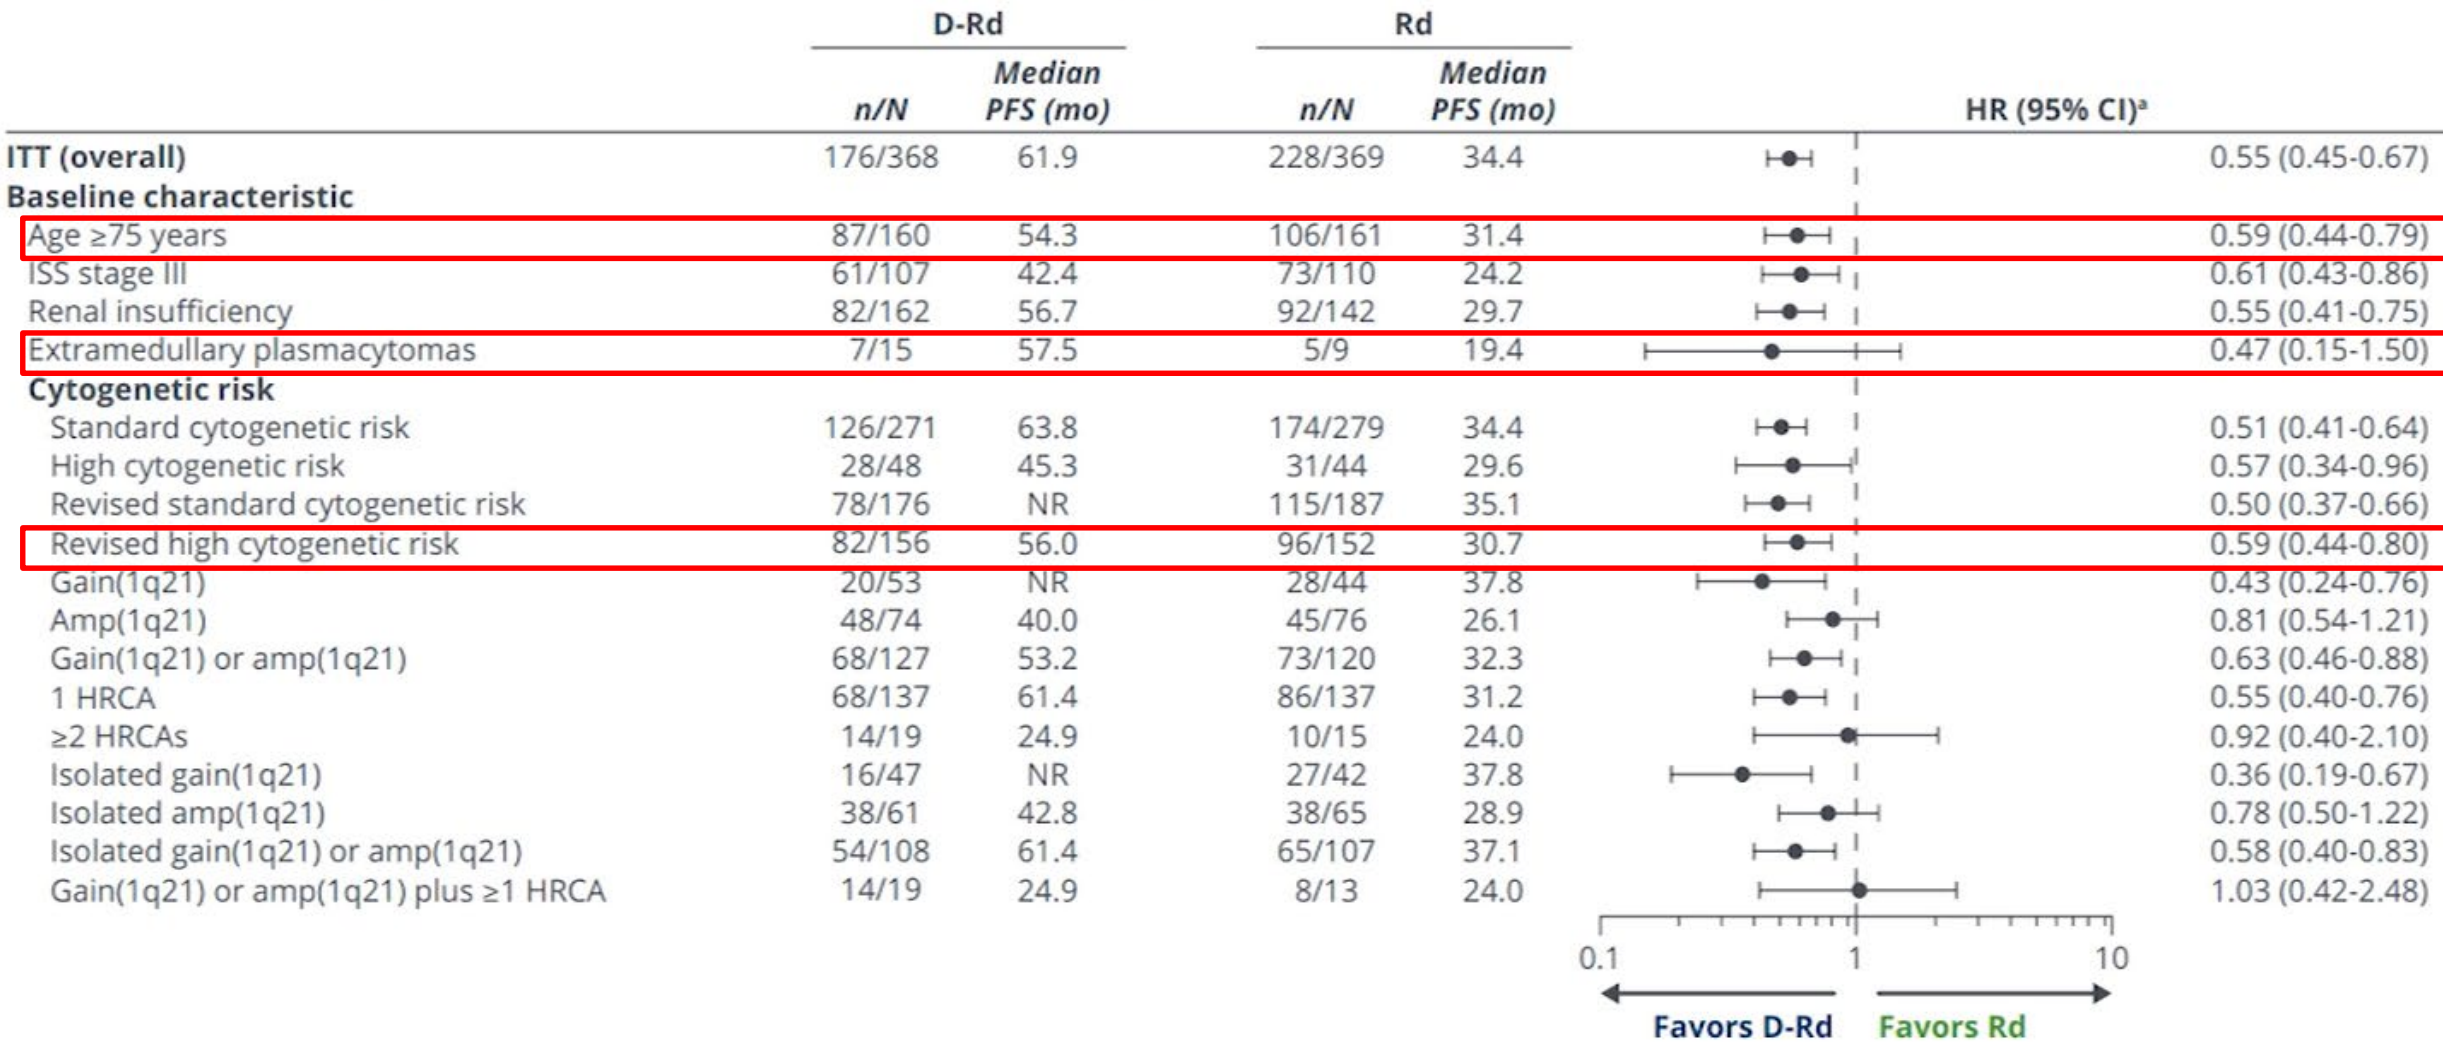 D-Rd Rd
Median Median
n/N PFS (mo) n/N PFS (mo) HR (95% CI)ᵃ
ITT (overall) 176/368 61.9 228/369 34.4 0.55 (0.45-0.67)
Baseline characteristic
Age ≥75 years 87/160 54.3 106/161 31.4 0.59 (0.44-0.79)
ISS stage III 61/107 42.4 73/110 24.2 0.61 (0.43-0.86)
Renal insufficiency 82/162 56.7 92/142 29.7 0.55 (0.41-0.75)
Extramedullary plasmacytomas 7/15 57.5 5/9 19.4 0.47 (0.15-1.50)
Cytogenetic risk
Standard cytogenetic risk 126/271 63.8 174/279 34.4 0.51 (0.41-0.64)
High cytogenetic risk 28/48 45.3 31/44 29.6 0.57 (0.34-0.96)
Revised standard cytogenetic risk 78/176 NR 115/187 35.1 0.50 (0.37-0.66)
Revised high cytogenetic risk 82/156 56.0 96/152 30.7 0.59 (0.44-0.80)
Gain(1q21) 20/53 NR 28/44 37.8 0.43 (0.24-0.76)
Amp(1q21) 48/74 40.0 45/76 26.1 0.81 (0.54-1.21)
Gain(1q21) or amp(1q21) 68/127 53.2 73/120 32.3 0.63 (0.46-0.88)
1 HRCA 68/137 61.4 86/137 31.2 0.55 (0.40-0.76)
≥2 HRCAs 14/19 24.9 10/15 24.0 0.92 (0.40-2.10)
Isolated gain(1q21) 16/47 NR 27/42 37.8 0.36 (0.19-0.67)
Isolated amp(1q21) 38/61 42.8 38/65 28.9 0.78 (0.50-1.22)
Isolated gain(1q21) or amp(1q21) 54/108 61.4 65/107 37.1 0.58 (0.40-0.83)
Gain(1q21) or amp(1q21) plus ≥1 HRCA 14/19 24.9 8/13 24.0 1.03 (0.42-2.48)
0.1 1 10
Favors D-Rd Favors Rd